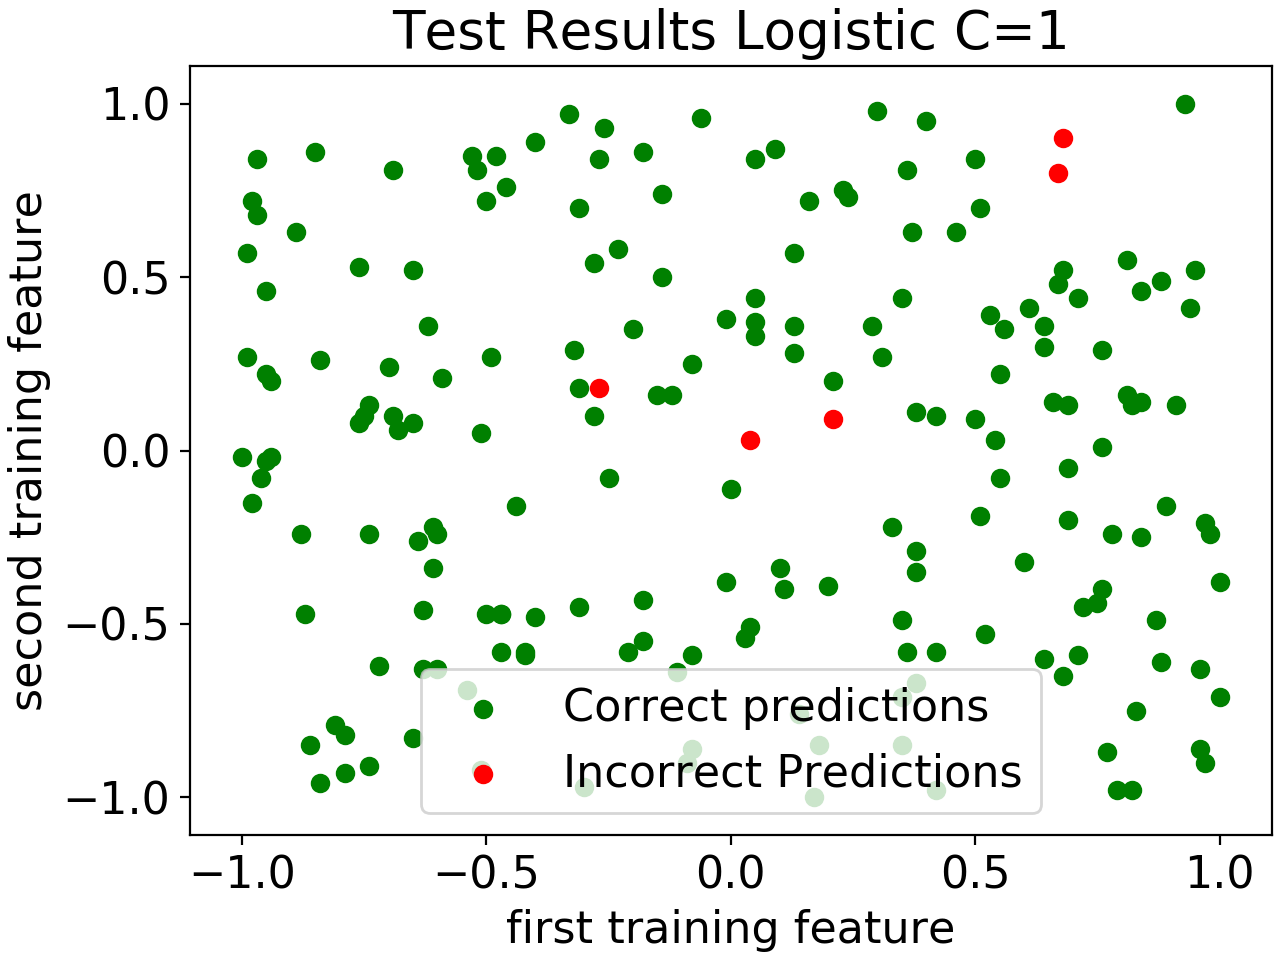 Test Results Logistic C=1
1.0
0.5
0.0
−0.5
−1.0
second training feature
Correct predictions
Incorrect Predictions
−1.0 −0.5 0.0 0.5 1.0
first training feature